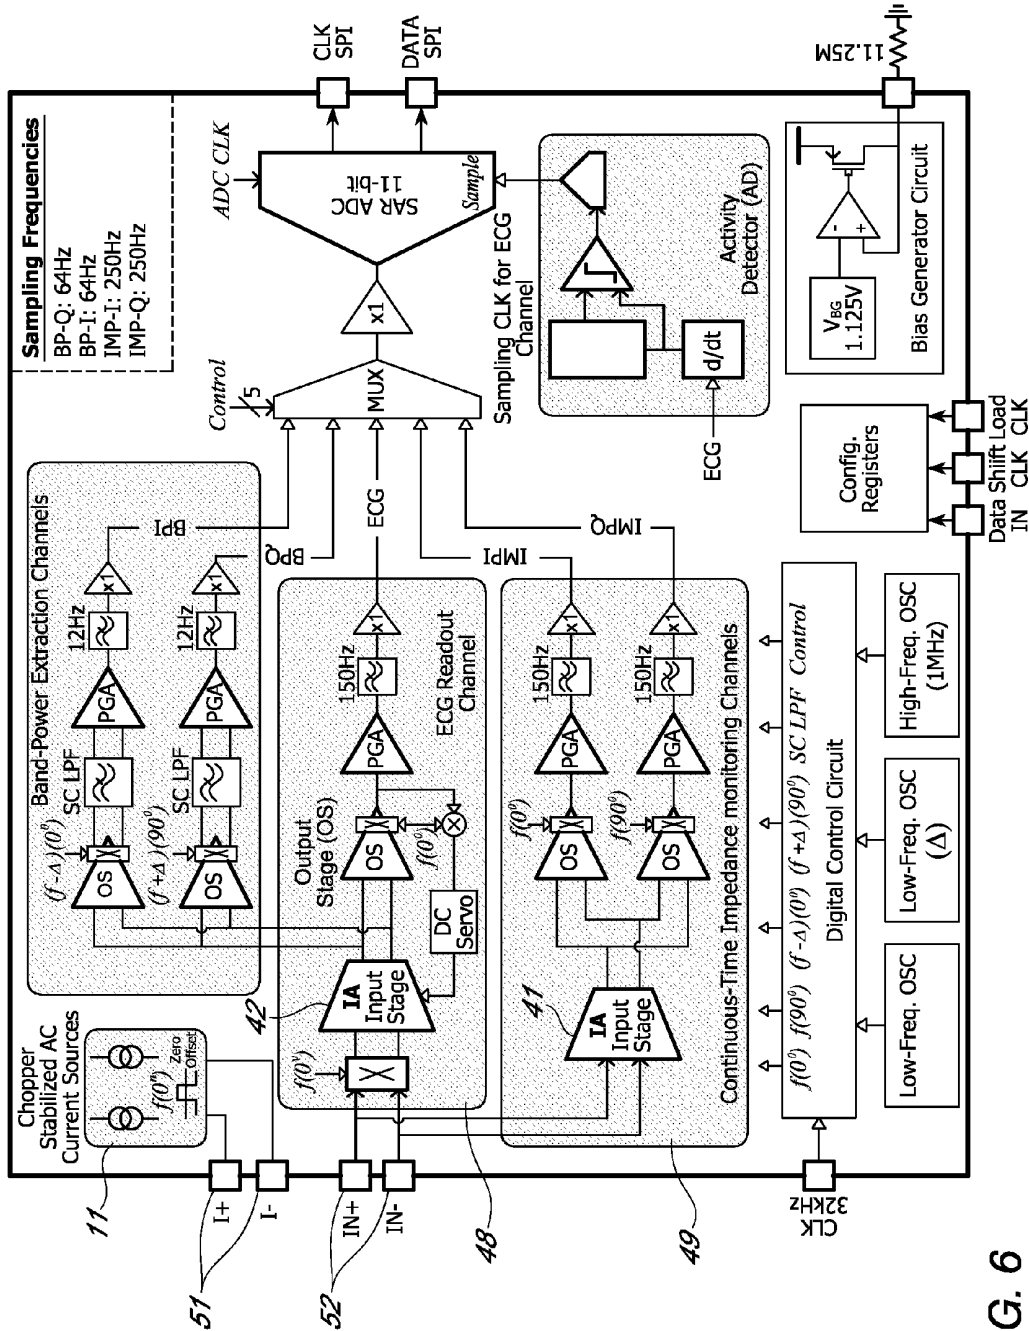 Sampling Frequencies
BP-Q: 64Hz
BP-I: 64Hz
IMP-I: 250Hz
IMP-Q: 250Hz
CLK
SPI
DATA
SPI
11.25M
ADC CLK
SAR ADC
11-bit
Sample
x1
Control
5
MUX
Sampling CLK for ECG
Channel
Activity
Detector (AD)
d/dt
ECG
VBG
1.125V
-
+
Bias Generator Circuit
Config.
Registers
Data
IN
Shiift
CLK
Load
CLK
Band-Power Extraction Channels
BPI
BPQ
ECG
IMPI
IMPQ
x1
12Hz
PGA
SC LPF
(f-Δ)(0⁰)
OS
x1
12Hz
PGA
SC LPF
(f+Δ)(90⁰)
OS
ECG Readout
Channel
x1
150Hz
PGA
Output
Stage (OS)
OS
f(0⁰)
DC
Servo
IA
Input
Stage
42
f(0⁰)
Continuous-Time Impedance monitoring Channels
x1
150Hz
PGA
f(0⁰)
OS
x1
150Hz
PGA
f(90⁰)
OS
IA
Input
Stage
41
Chopper
Stabilized AC
Current Sources
f(0⁰)
Zero
Offset
11
I+
I-
51
IN+
IN-
52
48
49
f(0⁰) f(90⁰) (f-Δ)(0⁰) (f+Δ)(90⁰) SC LPF Control
Digital Control Circuit
CLK
32kHz
Low-Freq. OSC
Low-Freq. OSC
(Δ)
High-Freq. OSC
(1MHz)
G. 6